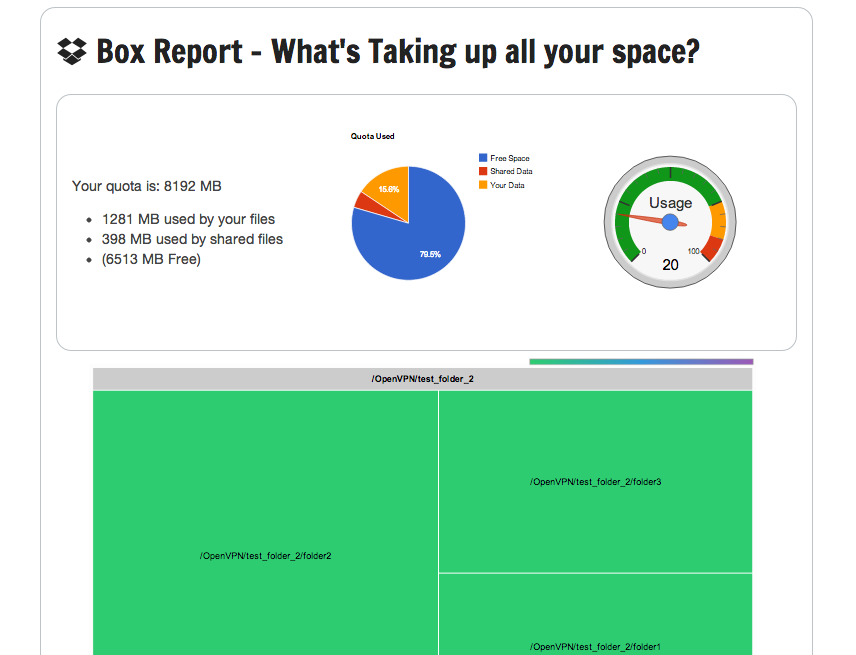 Box Report - What's Taking up all your space?
Your quota is: 8192 MB
1281 MB used by your files
398 MB used by shared files
(6513 MB Free)
Quota Used
15.6%
79.5%
Free Space
Shared Data
Your Data
Usage
0
100
20
/OpenVPN/test_folder_2
/OpenVPN/test_folder_2/folder2
/OpenVPN/test_folder_2/folder3
/OpenVPN/test_folder_2/folder1